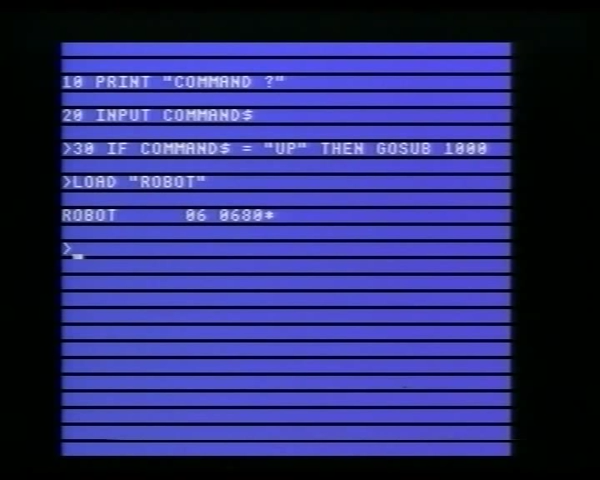 10 PRINT "COMMAND ?"
20 INPUT COMMAND$
>30 IF COMMAND$ = "UP" THEN GOSUB 1000
>LOAD "ROBOT"
ROBOT 06 0680*
>_